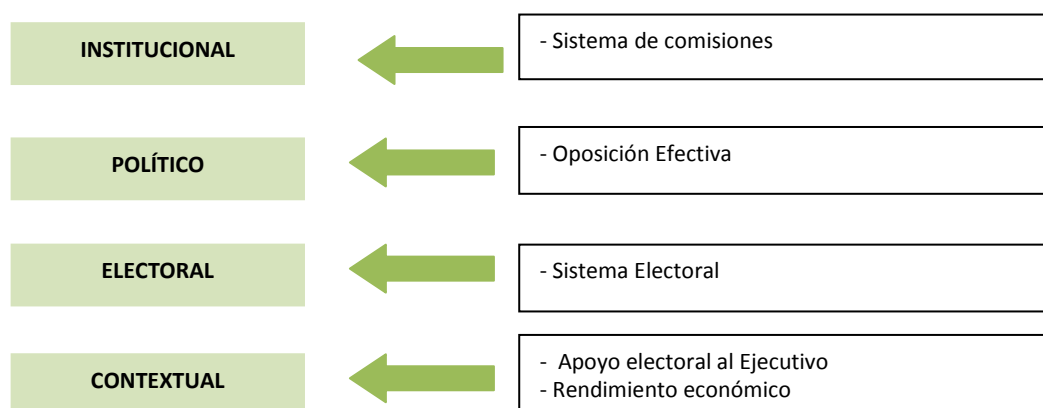 INSTITUCIONAL
- Sistema de comisiones
POLÍTICO
- Oposición Efectiva
ELECTORAL
- Sistema Electoral
CONTEXTUAL
- Apoyo electoral al Ejecutivo
- Rendimiento económico